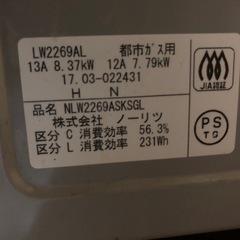 LW2269AL 都市ガス用
13A 8.37kW 12A 7.79kW
17.03-022431
H N
JIA認証
品名 NLW2269ASKSGL
株式会社 ノーリツ
区分 C 消費効率 56.3%
区分 L 消費効率 231Wh
PS
TG